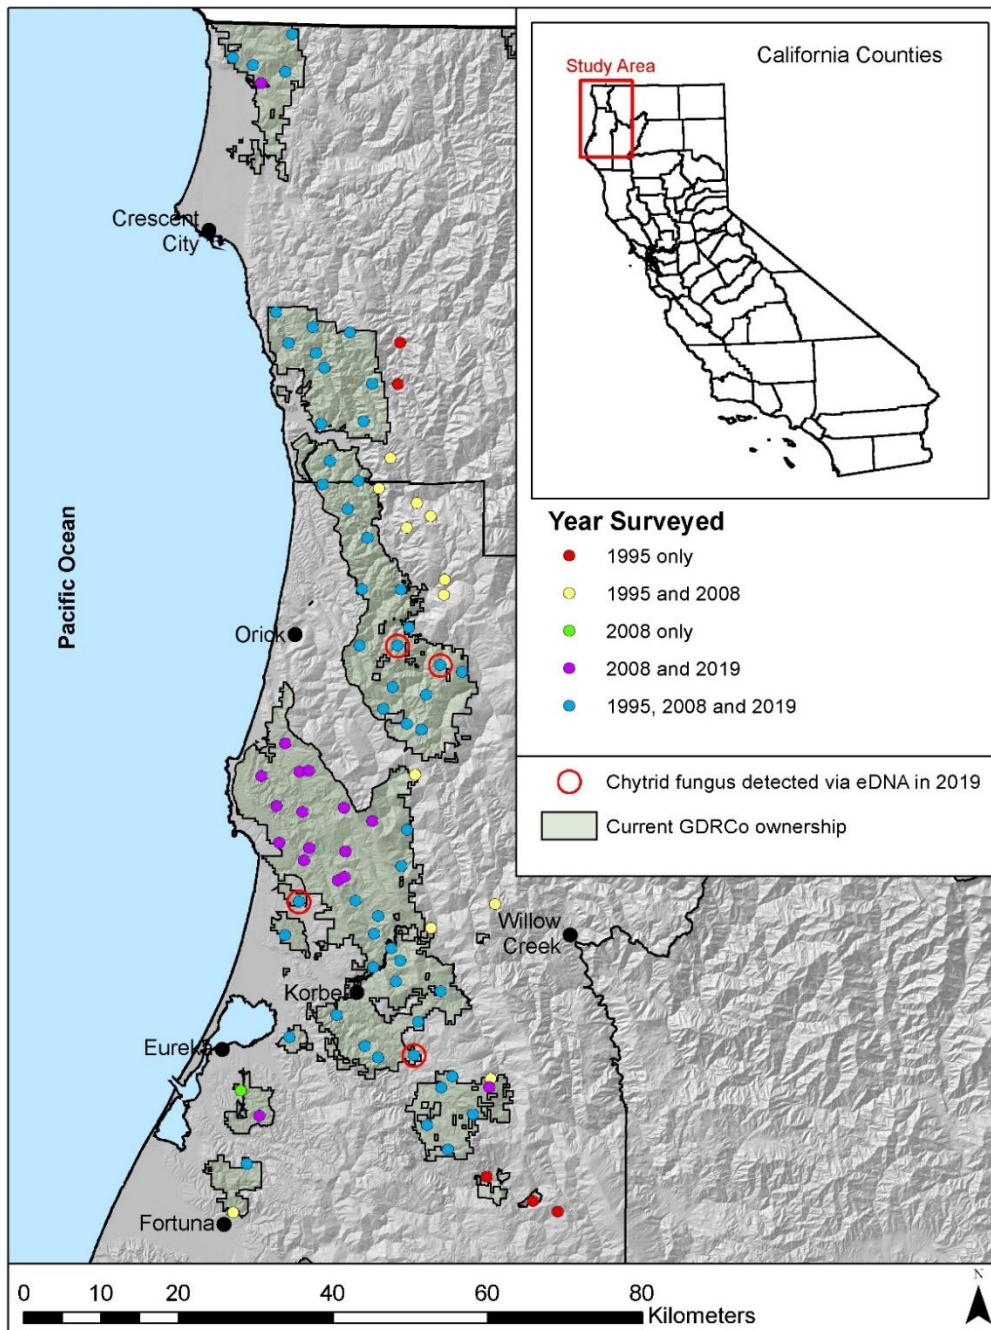 California Counties
Study Area
Crescent
City
Pacific Ocean
Orick
Willow
Creek
Korbel
Eureka
Fortuna
Year Surveyed
1995 only
1995 and 2008
2008 only
2008 and 2019
1995, 2008 and 2019
Chytrid fungus detected via eDNA in 2019
Current GDRCo ownership
0 10 20 40 60 80
Kilometers
N